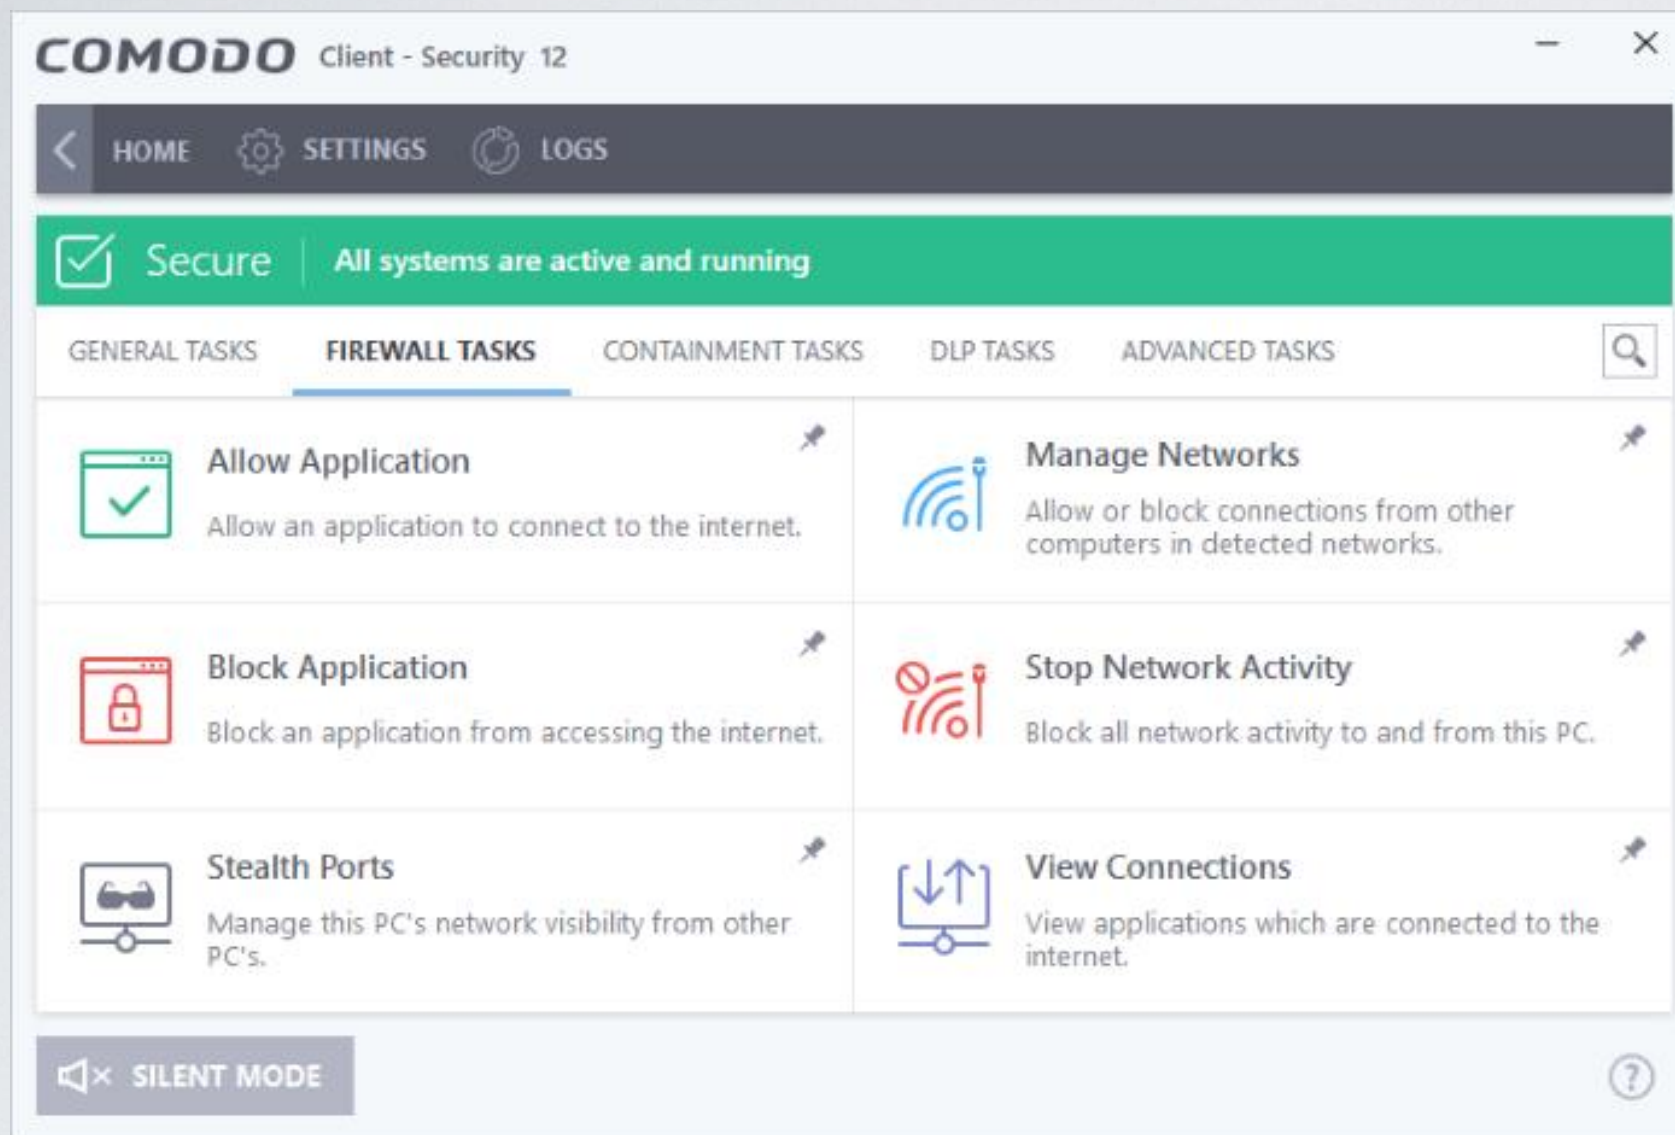 COMODO Client - Security 12
HOME SETTINGS LOGS
Secure All systems are active and running
GENERAL TASKS FIREWALL TASKS CONTAINMENT TASKS DLP TASKS ADVANCED TASKS
Allow Application
Allow an application to connect to the internet.
Manage Networks
Allow or block connections from other
computers in detected networks.
Block Application
Block an application from accessing the internet.
Stop Network Activity
Block all network activity to and from this PC.
Stealth Ports
Manage this PC's network visibility from other
PC's.
View Connections
View applications which are connected to the
internet.
SILENT MODE
?